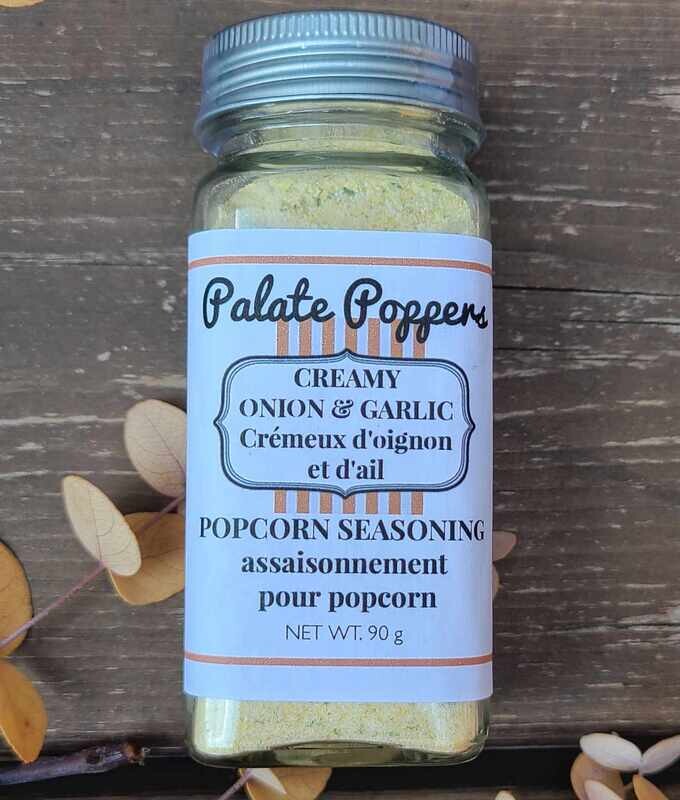 Palate Poppers
CREAMY
ONION & GARLIC
Crémeux d'oignon
et d'ail
POPCORN SEASONING
assaisonnement
pour popcorn
NET WT. 90 g